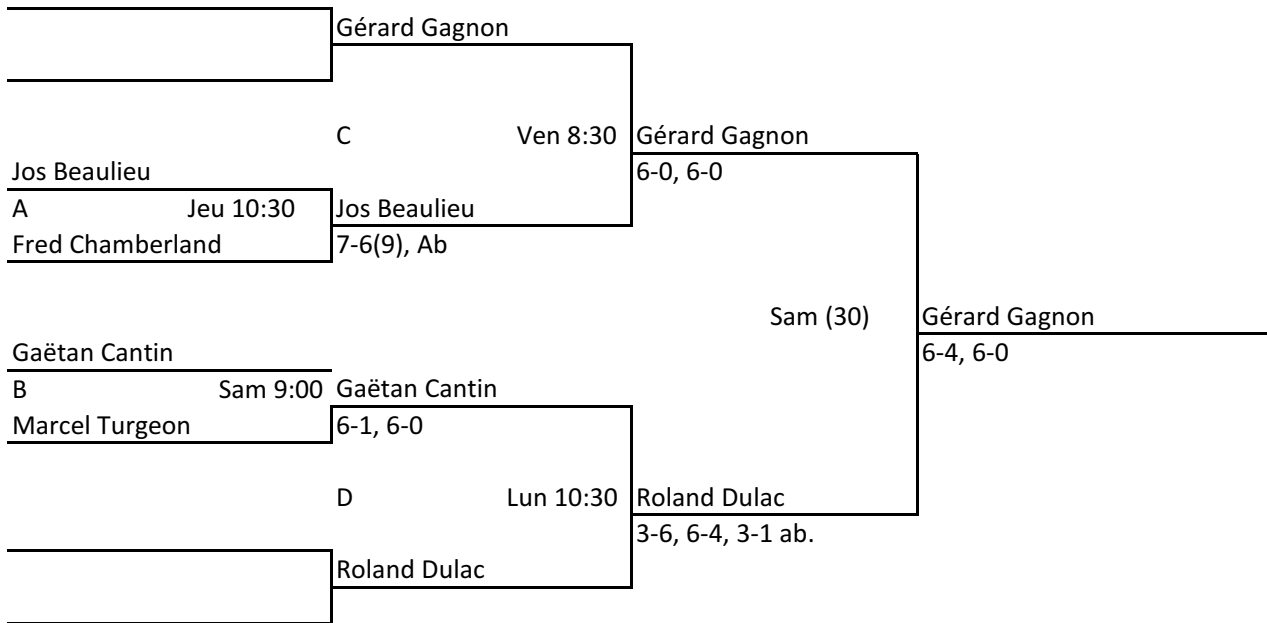 Gérard Gagnon
C Ven 8:30 Gérard Gagnon
Jos Beaulieu 6-0, 6-0
A Jeu 10:30 Jos Beaulieu
Fred Chamberland 7-6(9), Ab
Sam (30) Gérard Gagnon
Gaëtan Cantin 6-4, 6-0
B Sam 9:00 Gaëtan Cantin
Marcel Turgeon 6-1, 6-0
D Lun 10:30 Roland Dulac
3-6, 6-4, 3-1 ab.
Roland Dulac